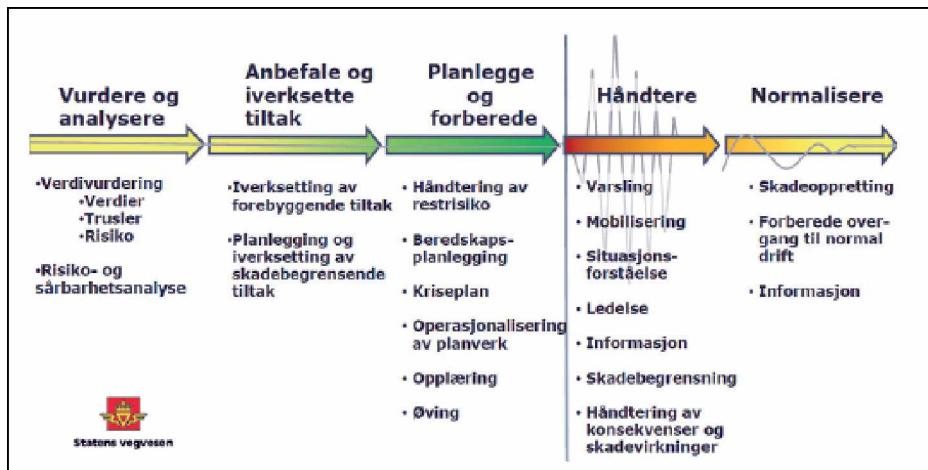 Vurdere og
analysere
•Verdivurdering
•Verdier
•Trusler
•Risiko
•Risiko- og
sårbarhetsanalyse
Anbefale og
iverksette
tiltak
•Iverksetting av
forebyggende tiltak
•Planlegging og
iverksetting av
skadebegrensende
tiltak
Planlegge
og
forberede
• Håndtering av
restrisiko
• Beredskaps-
planlegging
• Kriseplan
• Operasjonalisering
av planverk
• Opplæring
• Øving
Håndtere
• Varsling
• Mobilisering
• Situasjons-
forståelse
• Ledelse
• Informasjon
• Skadebegrensning
• Håndtering av
konsekvenser og
skadevirkninger
Normalisere
• Skadeoppretting
• Forberede over-
gang til normal
drift
• Informasjon
Statens vegvesen